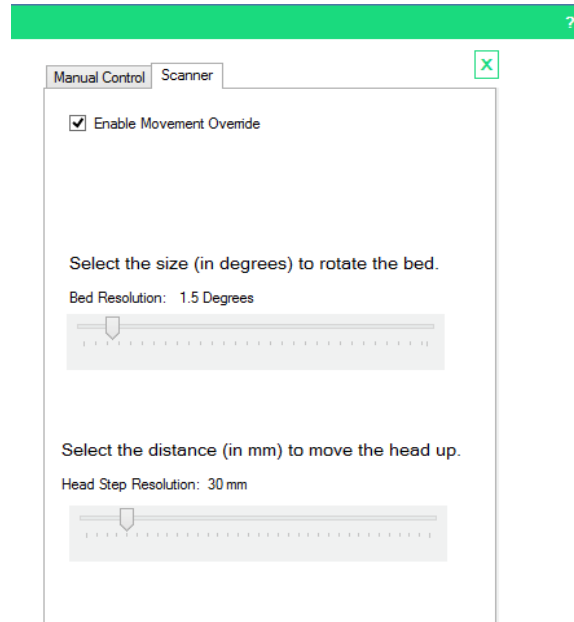 ?
Manual Control Scanner X
Enable Movement Override
Select the size (in degrees) to rotate the bed.
Bed Resolution: 1.5 Degrees
Select the distance (in mm) to move the head up.
Head Step Resolution: 30 mm